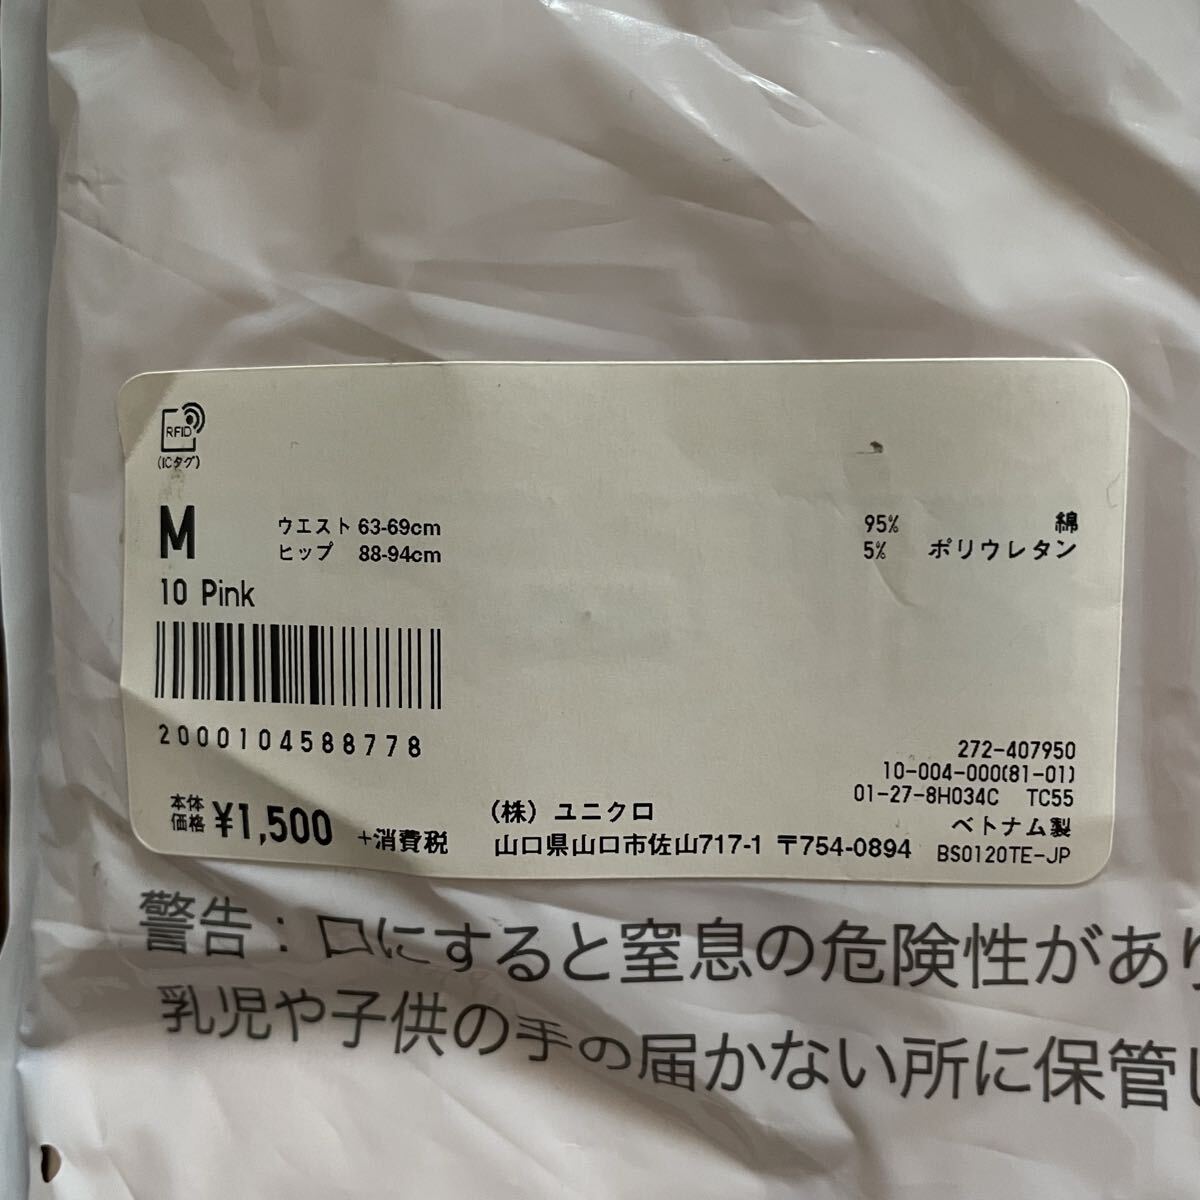 RFID
(ICタグ)
M
ウエスト 63-69cm
ヒップ 88-94cm
95% 綿
5% ポリウレタン
10 Pink
2000104588778
272-407950
10-004-000(81-01)
01-27-8H034C TC55
ベトナム製
BS0120TE-JP
本体
価格 ¥1,500 +消費税
(株) ユニクロ
山口県山口市佐山717-1 〒754-0894
警告：口にすると窒息の危険性があり
乳児や子供の手の届かない所に保管し